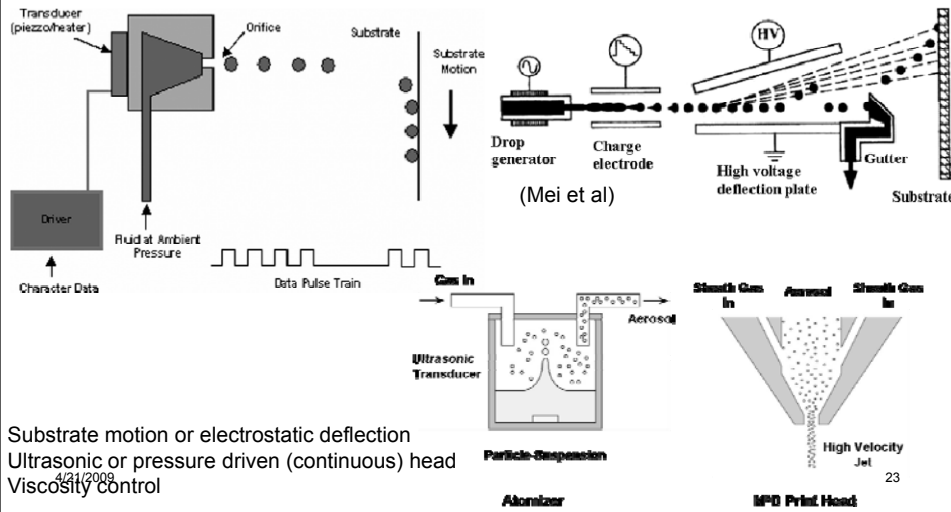 Transducer
(piezzo/heater)
Orifice
Substrate
Substrate
Motion
Driver
Fluid at Ambient
Pressure
Character Data
Data Pulse Train
HV
Drop
generator
Charge
electrode
High voltage
deflection plate
Gutter
Substrate
(Mei et al)
Gas In
Aerosol
Ultrasonic
Transducer
Particle Suspension
Atomizer
Sheath Gas
In
Aerosol
Sheath Gas
In
High Velocity
Jet
M³D Print Head
Substrate motion or electrostatic deflection
Ultrasonic or pressure driven (continuous) head
Viscosity control
4/21/2009
23